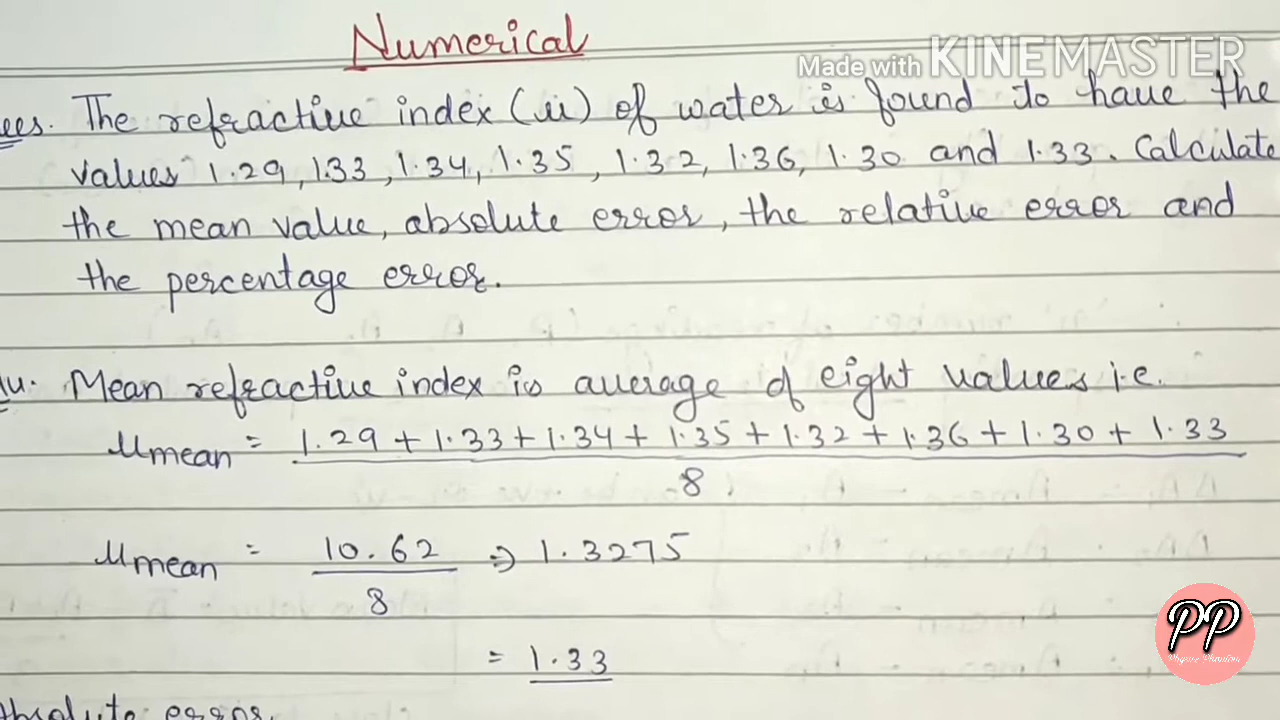 Numerical
Made with KINEMASTER
Ques. The refractive index (μ) of water is found to have the
values 1.29, 1.33, 1.34, 1.35, 1.32, 1.36, 1.30 and 1.33. Calculate
the mean value, absolute error, the relative error and
the percentage error.
Mean refractive index is average of eight values i.e.
μmean = 1.29 + 1.33 + 1.34 + 1.35 + 1.32 + 1.36 + 1.30 + 1.33
8
μmean = 10.62 ⇒ 1.3275
8
= 1.33
PP
Absolute error.